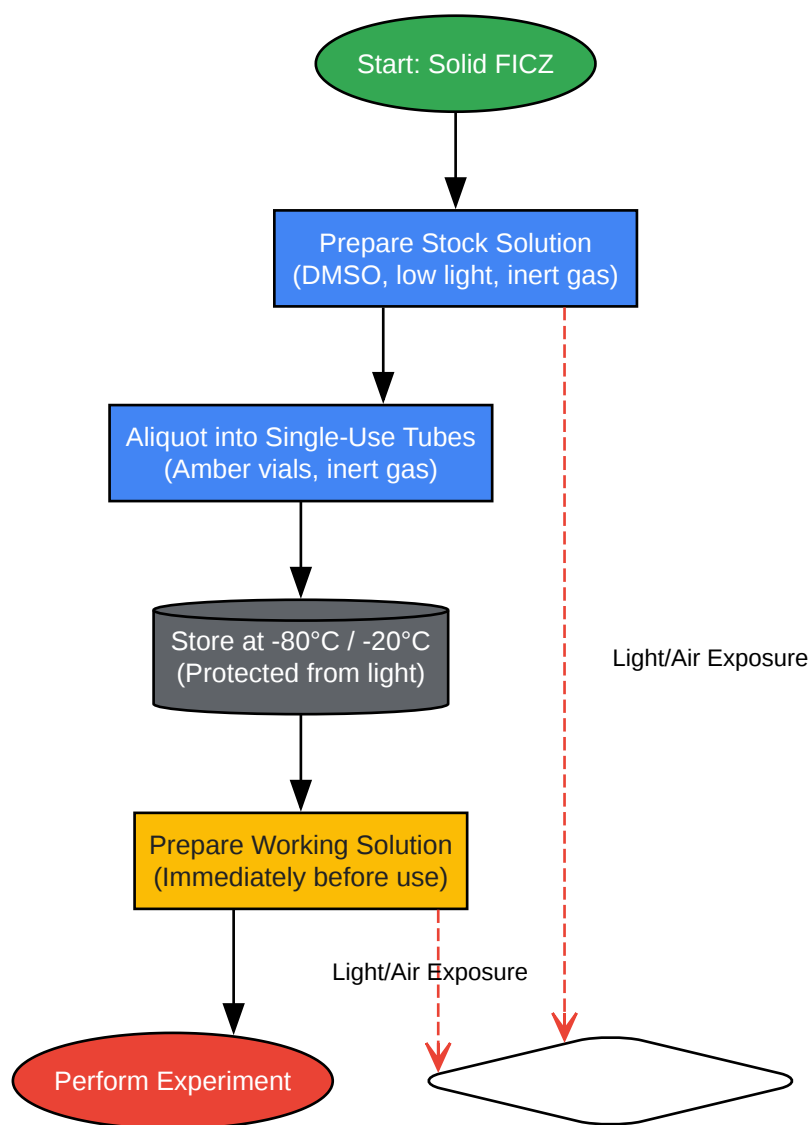 Start: Solid FICZ
Prepare Stock Solution
(DMSO, low light, inert gas)
Aliquot into Single-Use Tubes
(Amber vials, inert gas)
Store at -80°C / -20°C
(Protected from light)
Light/Air Exposure
Prepare Working Solution
(Immediately before use)
Light/Air Exposure
Perform Experiment